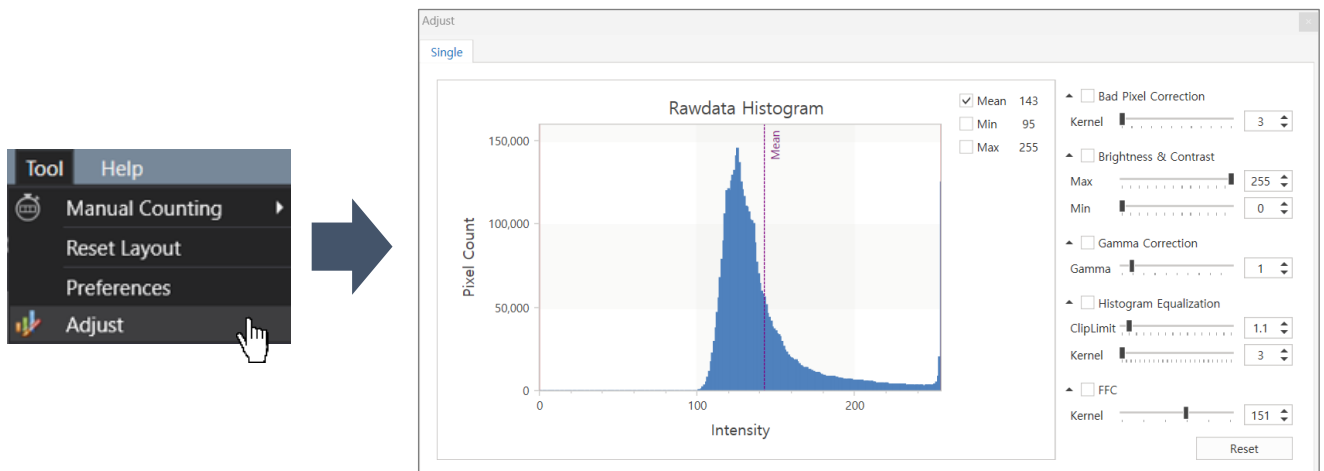 Tool Help
Manual Counting
Reset Layout
Preferences
Adjust
Adjust
Single
Rawdata Histogram
Mean 143
Min 95
Max 255
Mean
150,000
100,000
50,000
0
Pixel Count
0 100 200
Intensity
Bad Pixel Correction
Kernel 3
Brightness & Contrast
Max 255
Min 0
Gamma Correction
Gamma 1
Histogram Equalization
ClipLimit 1.1
Kernel 3
FFC
Kernel 151
Reset